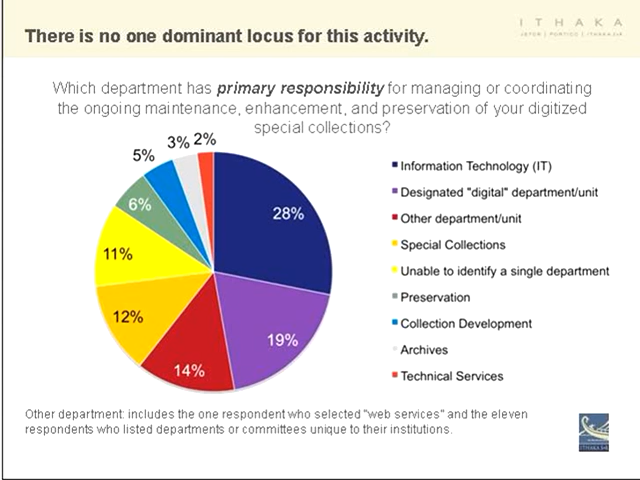 There is no one dominant locus for this activity.
ITHAKA
JSTOR | PORTICO | ITHAKA S+R
Which department has primary responsibility for managing or coordinating
the ongoing maintenance, enhancement, and preservation of your digitized
special collections?
2%
3%
5%
6%
11%
12%
14%
19%
28%
Information Technology (IT)
Designated "digital" department/unit
Other department/unit
Special Collections
Unable to identify a single department
Preservation
Collection Development
Archives
Technical Services
Other department: includes the one respondent who selected "web services" and the eleven
respondents who listed departments or committees unique to their institutions.
ITHAKA S+R